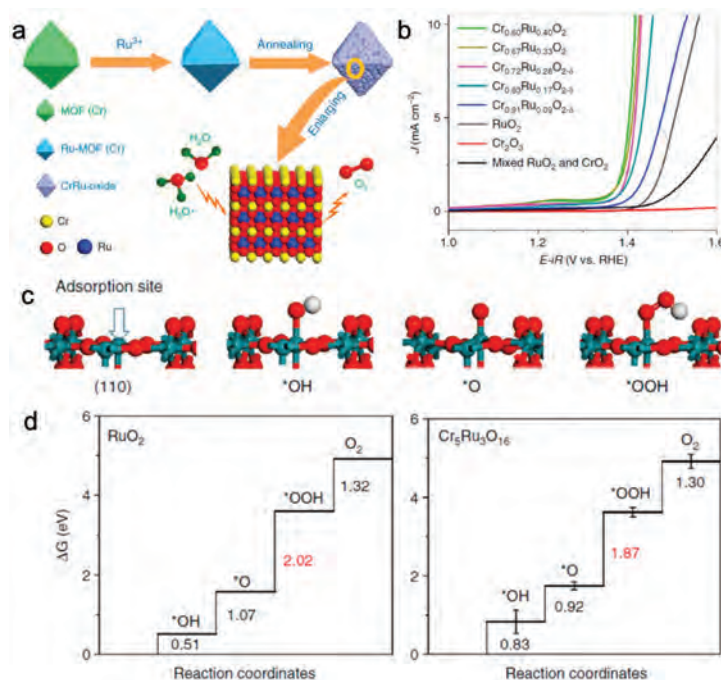 a
Ru3+
Annealing
MOF (Cr)
Ru-MOF (Cr)
CrRu-oxide
Enlarging
H2O
H2O
O2
Cr
O
Ru
b
J (mA cm−2)
10
5
0
Cr0.60Ru0.40O2
Cr0.67Ru0.33O2
Cr0.72Ru0.28O2-δ
Cr0.83Ru0.17O2-δ
Cr0.91Ru0.09O2-δ
RuO2
Cr2O3
Mixed RuO2 and CrO2
1.0
1.2
1.4
1.6
E-iR (V vs. RHE)
c
Adsorption site
(110)
*OH
*O
*OOH
d
ΔG (eV)
6
4
2
0
RuO2
*OH
0.51
*O
1.07
*OOH
2.02
O2
1.32
Reaction coordinates
6
4
2
0
Cr5Ru3O16
*OH
0.83
*O
0.92
*OOH
1.87
O2
1.30
Reaction coordinates